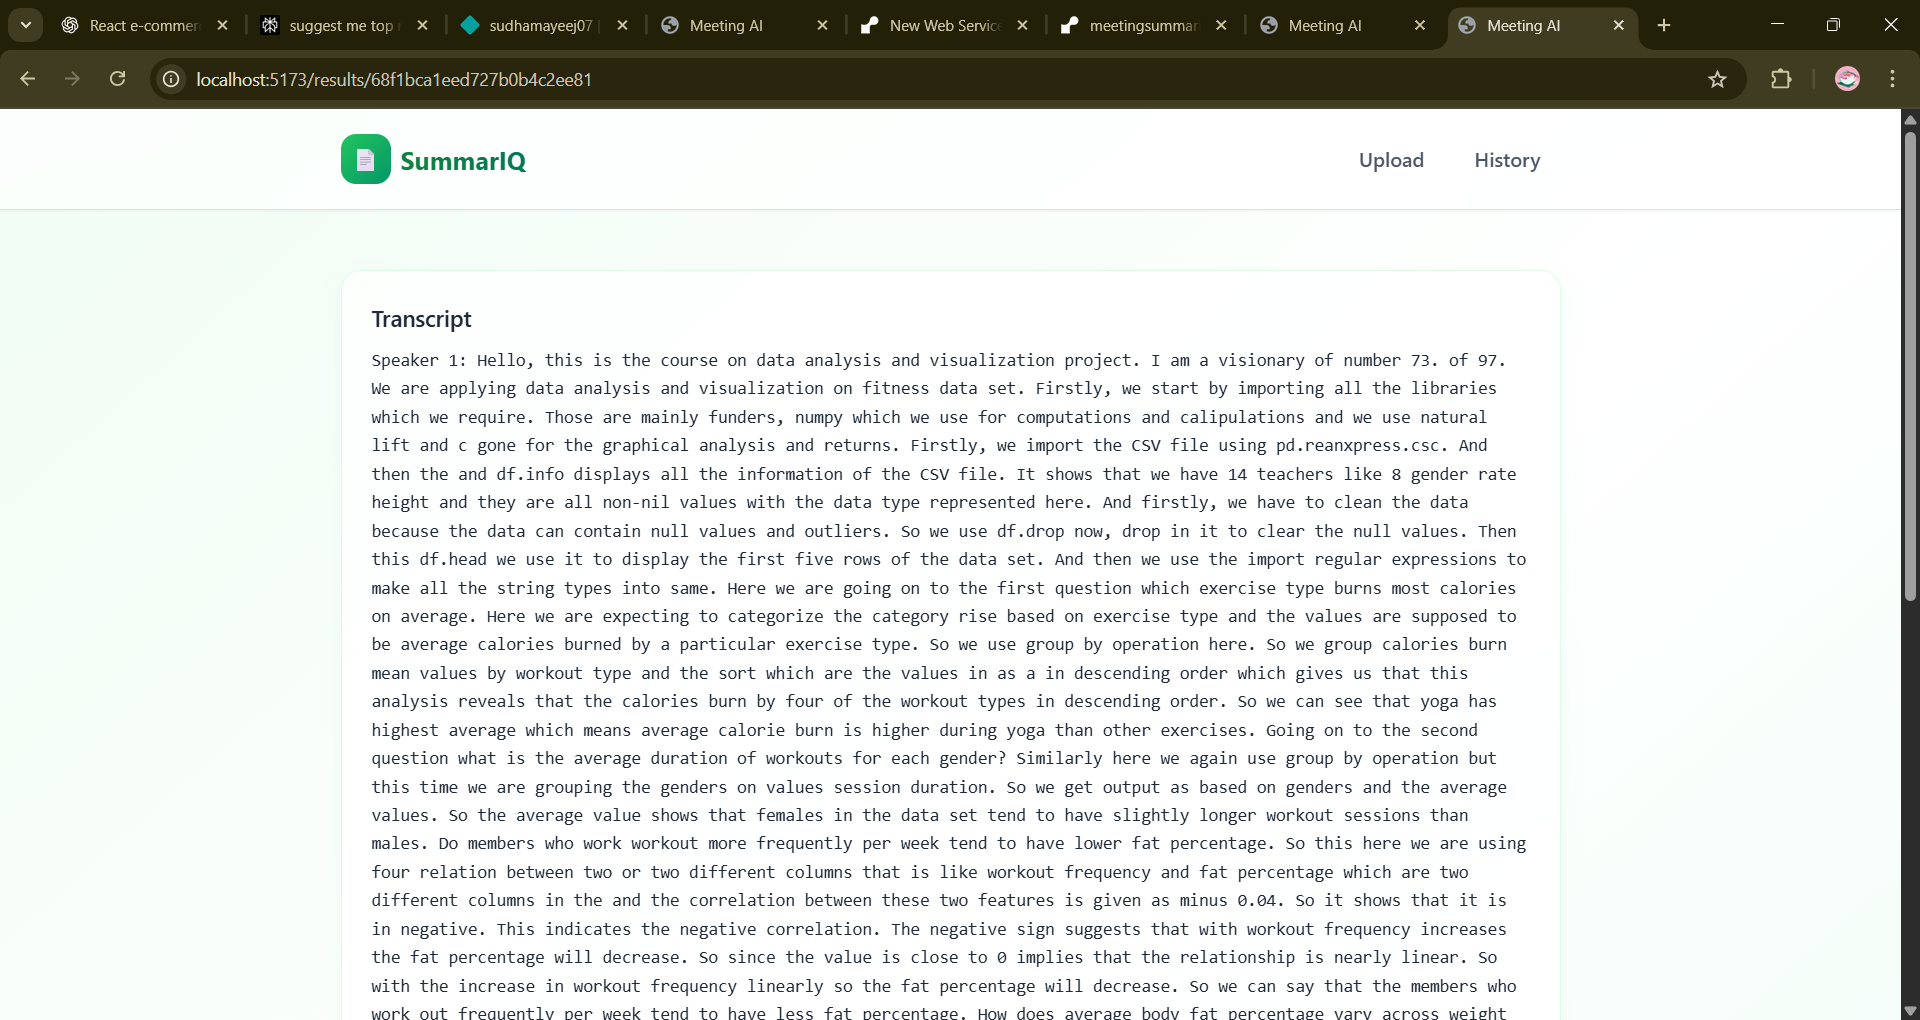 React e-commer
suggest me top
sudhamayeej07
Meeting AI
New Web Service
meetingsummar
Meeting AI
Meeting AI
localhost:5173/results/68f1bca1eed727b0b4c2ee81
SummarIQ
Upload
History
Transcript
Speaker 1: Hello, this is the course on data analysis and visualization project. I am a visionary of number 73. of 97.
We are applying data analysis and visualization on fitness data set. Firstly, we start by importing all the libraries
which we require. Those are mainly funders, numpy which we use for computations and calipulations and we use natural
lift and c gone for the graphical analysis and returns. Firstly, we import the CSV file using pd.reanxpress.csc. And
then the and df.info displays all the information of the CSV file. It shows that we have 14 teachers like 8 gender rate
height and they are all non-nil values with the data type represented here. And firstly, we have to clean the data
because the data can contain null values and outliers. So we use df.drop now, drop in it to clear the null values. Then
this df.head we use it to display the first five rows of the data set. And then we use the import regular expressions to
make all the string types into same. Here we are going on to the first question which exercise type burns most calories
on average. Here we are expecting to categorize the category rise based on exercise type and the values are supposed to
be average calories burned by a particular exercise type. So we use group by operation here. So we group calories burn
mean values by workout type and the sort which are the values in as a in descending order which gives us that this
analysis reveals that the calories burn by four of the workout types in descending order. So we can see that yoga has
highest average which means average calorie burn is higher during yoga than other exercises. Going on to the second
question what is the average duration of workouts for each gender? Similarly here we again use group by operation but
this time we are grouping the genders on values session duration. So we get output as based on genders and the average
values. So the average value shows that females in the data set tend to have slightly longer workout sessions than
males. Do members who work workout more frequently per week tend to have lower fat percentage. So this here we are using
four relation between two or two different columns that is like workout frequency and fat percentage which are two
different columns in the and the correlation between these two features is given as minus 0.04. So it shows that it is
in negative. This indicates the negative correlation. The negative sign suggests that with workout frequency increases
the fat percentage will decrease. So since the value is close to 0 implies that the relationship is nearly linear. So
with the increase in workout frequency linearly so the fat percentage will decrease. So we can say that the members who
work out frequently per week tend to have less fat percentage. How does average body fat percentage vary across weight